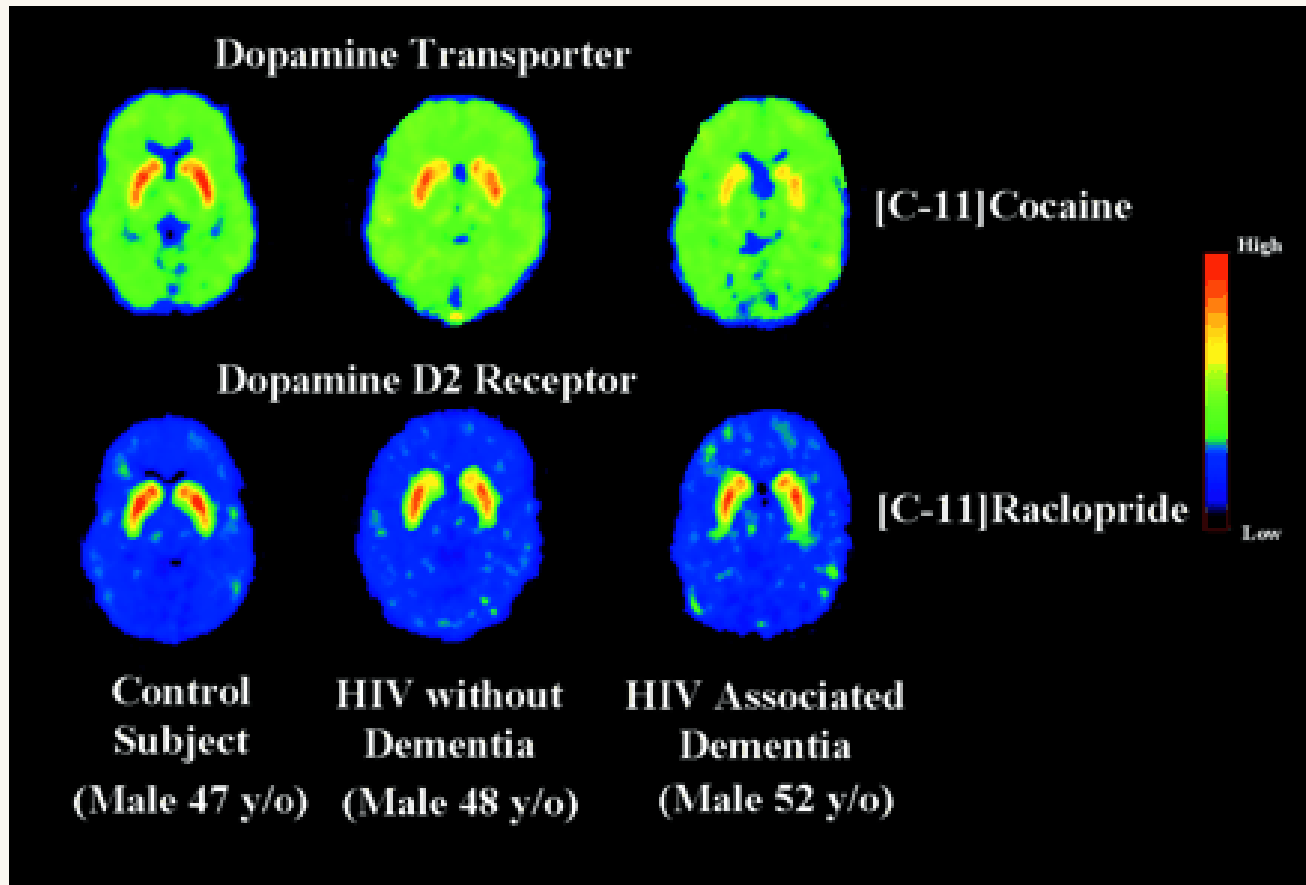 Dopamine Transporter
[C-11]Cocaine
High
Dopamine D2 Receptor
[C-11]Raclopride
Low
Control
Subject
(Male 47 y/o)
HIV without
Dementia
(Male 48 y/o)
HIV Associated
Dementia
(Male 52 y/o)